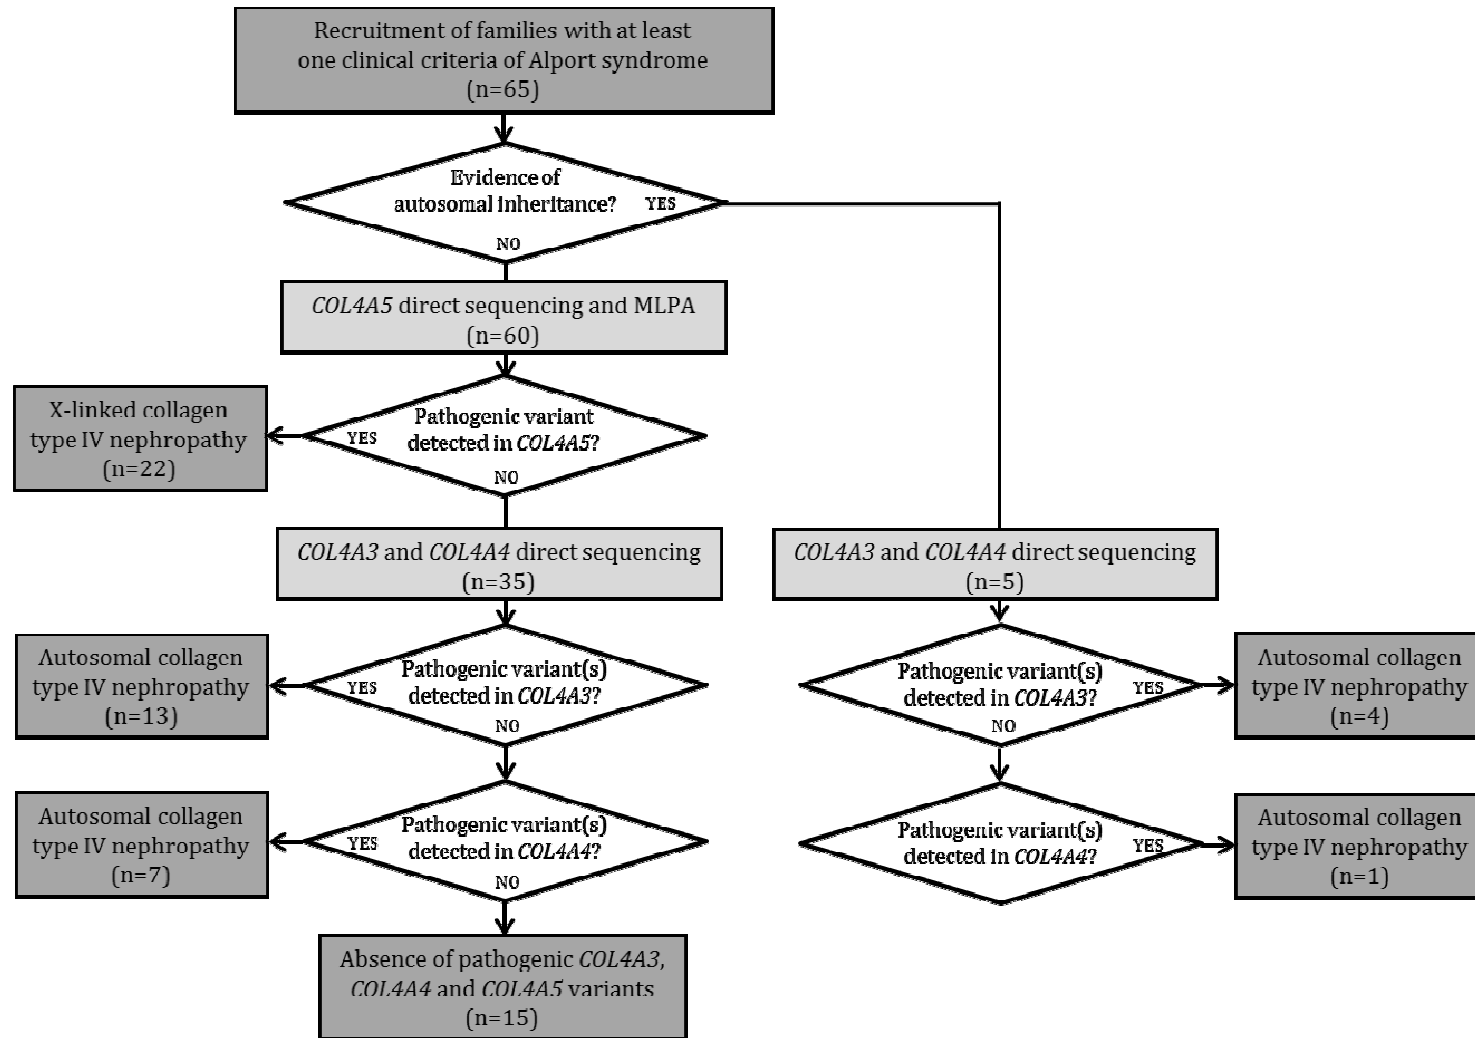 Recruitment of families with at least
one clinical criteria of Alport syndrome
(n=65)
Evidence of
autosomal inheritance?
YES
NO
COL4A5 direct sequencing and MLPA
(n=60)
X-linked collagen
type IV nephropathy
(n=22)
Pathogenic variant
YES
detected in COL4A5?
NO
COL4A3 and COL4A4 direct sequencing
(n=35)
COL4A3 and COL4A4 direct sequencing
(n=5)
Autosomal collagen
type IV nephropathy
(n=13)
Pathogenic variant(s)
YES
detected in COL4A3?
NO
Pathogenic variant(s)
YES
detected in COL4A3?
NO
Autosomal collagen
type IV nephropathy
(n=4)
Autosomal collagen
type IV nephropathy
(n=7)
Pathogenic variant(s)
YES
detected in COL4A4?
NO
Pathogenic variant(s)
YES
detected in COL4A4?
Autosomal collagen
type IV nephropathy
(n=1)
Absence of pathogenic COL4A3,
COL4A4 and COL4A5 variants
(n=15)